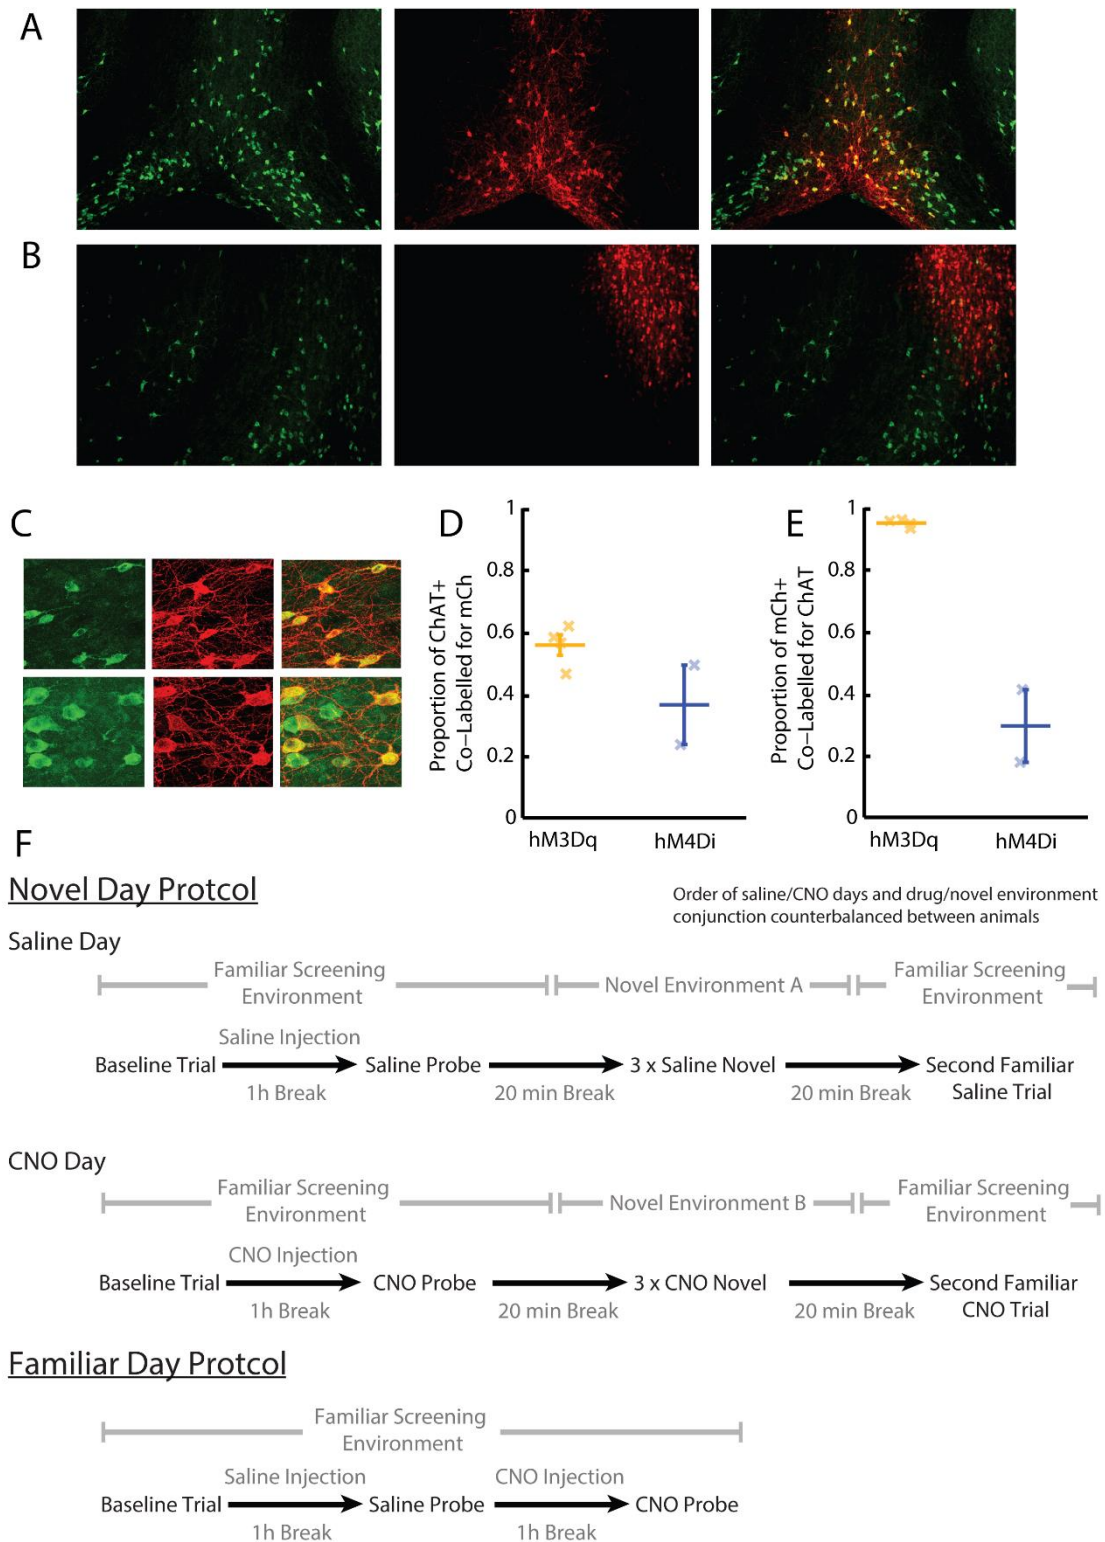 A
B
C
D
E
Proportion of ChAT+
Co–Labelled for mCh
1
0.8
0.6
0.4
0.2
0
hM3Dq
hM4Di
Proportion of mCh+
Co–Labelled for ChAT
1
0.8
0.6
0.4
0.2
0
hM3Dq
hM4Di
F
Novel Day Protcol
Order of saline/CNO days and drug/novel environment
conjunction counterbalanced between animals
Saline Day
Familiar Screening
Environment
Novel Environment A
Familiar Screening
Environment
Saline Injection
Baseline Trial
Saline Probe
3 x Saline Novel
Second Familiar
Saline Trial
1h Break
20 min Break
20 min Break
CNO Day
Familiar Screening
Environment
Novel Environment B
Familiar Screening
Environment
CNO Injection
Baseline Trial
CNO Probe
3 x CNO Novel
Second Familiar
CNO Trial
1h Break
20 min Break
20 min Break
Familiar Day Protcol
Familiar Screening
Environment
Saline Injection
CNO Injection
Baseline Trial
Saline Probe
CNO Probe
1h Break
1h Break